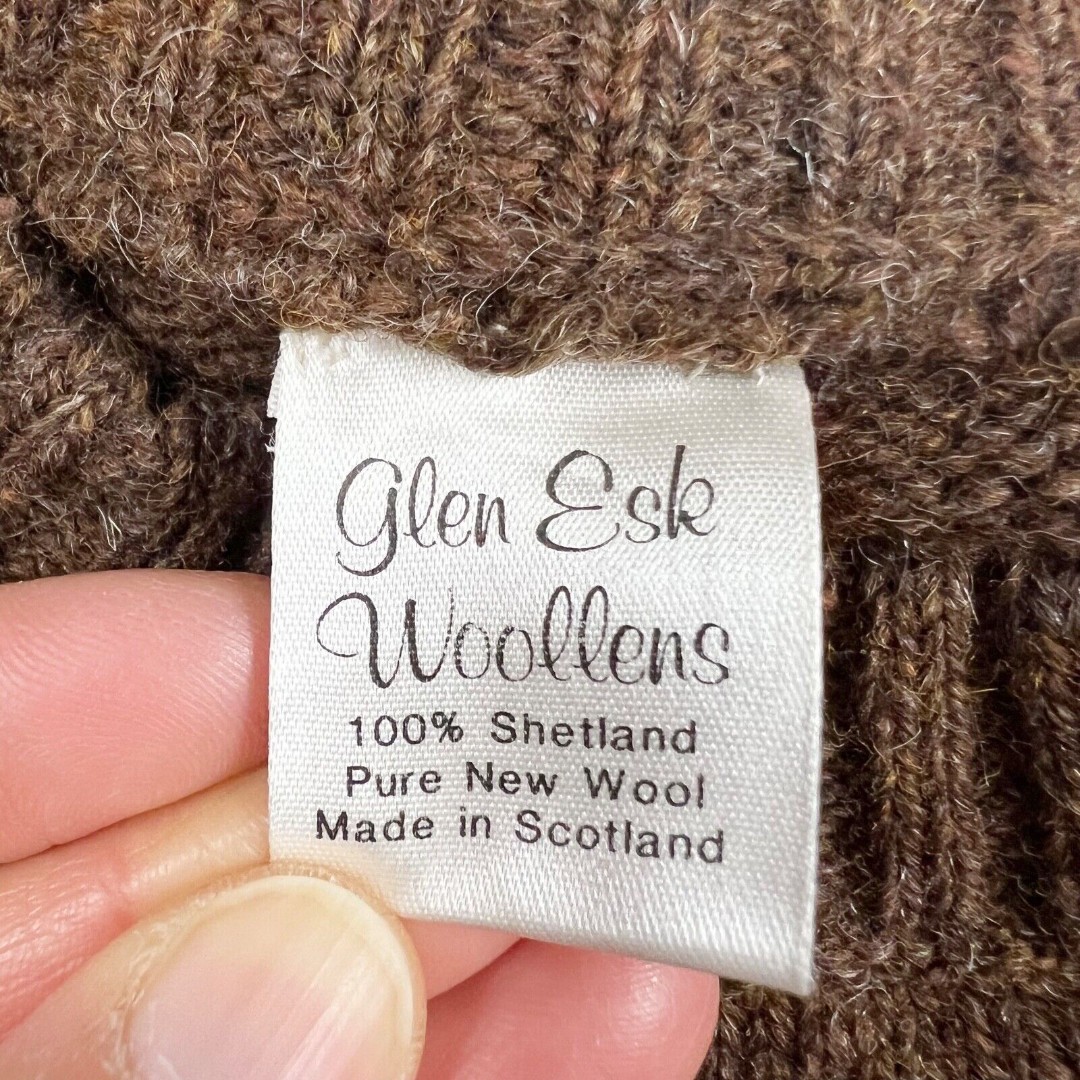 Glen Esk
Woollens
100% Shetland
Pure New Wool
Made in Scotland